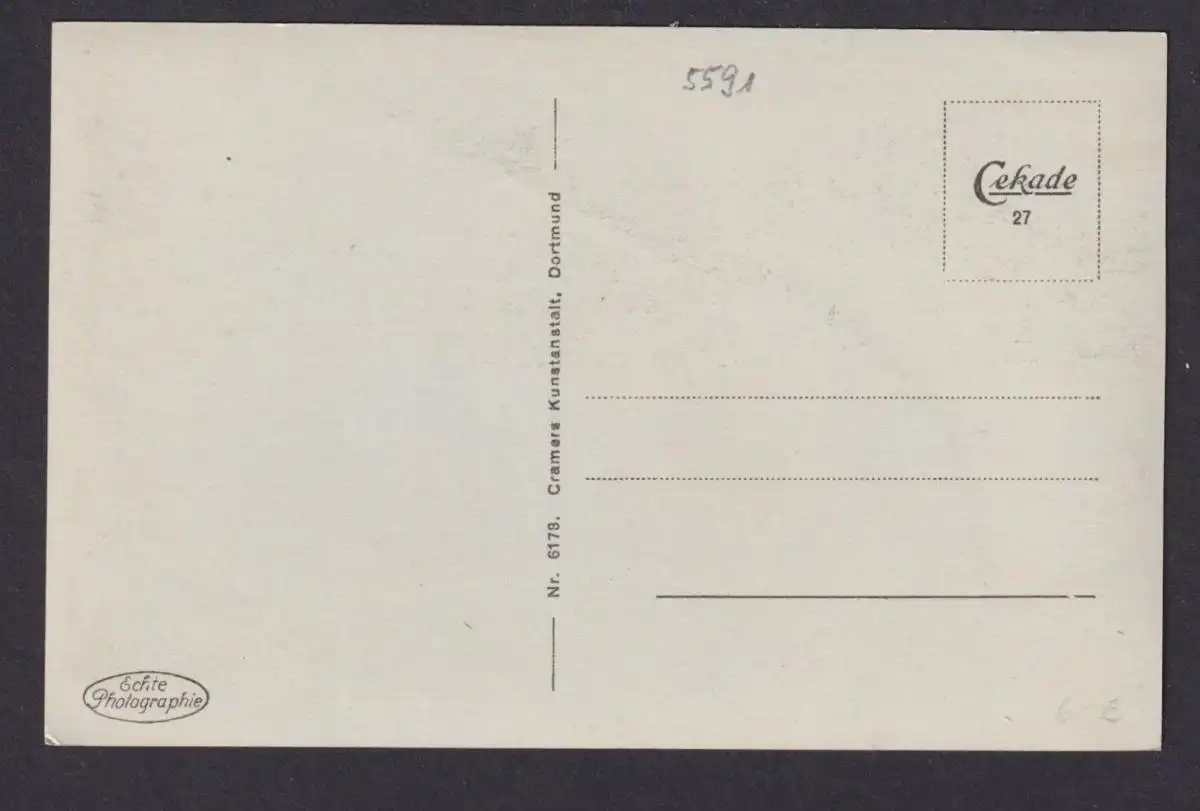 5591
Cekade
27
Nr. 6178. Cramers Kunstanstalt, Dortmund
Echte
Photographie